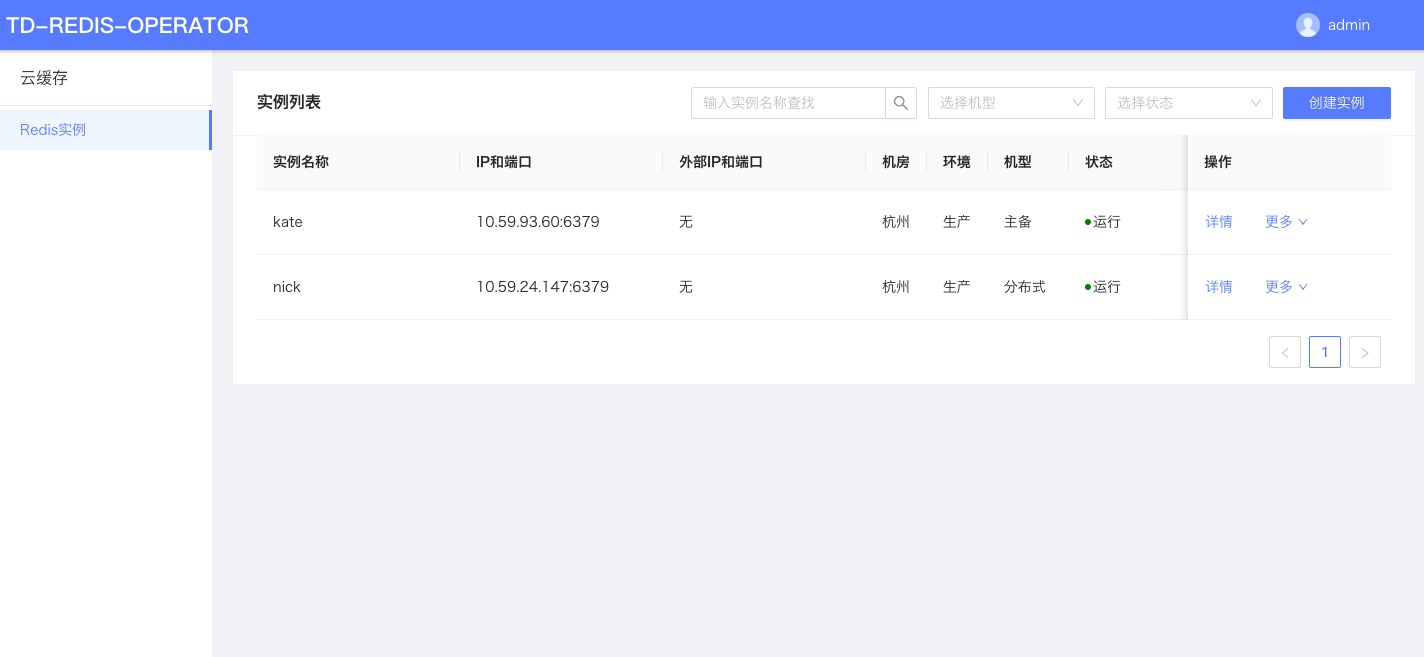 TD-REDIS-OPERATOR
admin
云缓存
Redis实例
实例列表
输入实例名称查找
选择机型
选择状态
创建实例
实例名称 IP和端口 外部IP和端口 机房 环境 机型 状态 操作
kate 10.59.93.60:6379 无 杭州 生产 主备 运行 详情 更多
nick 10.59.24.147:6379 无 杭州 生产 分布式 运行 详情 更多
1